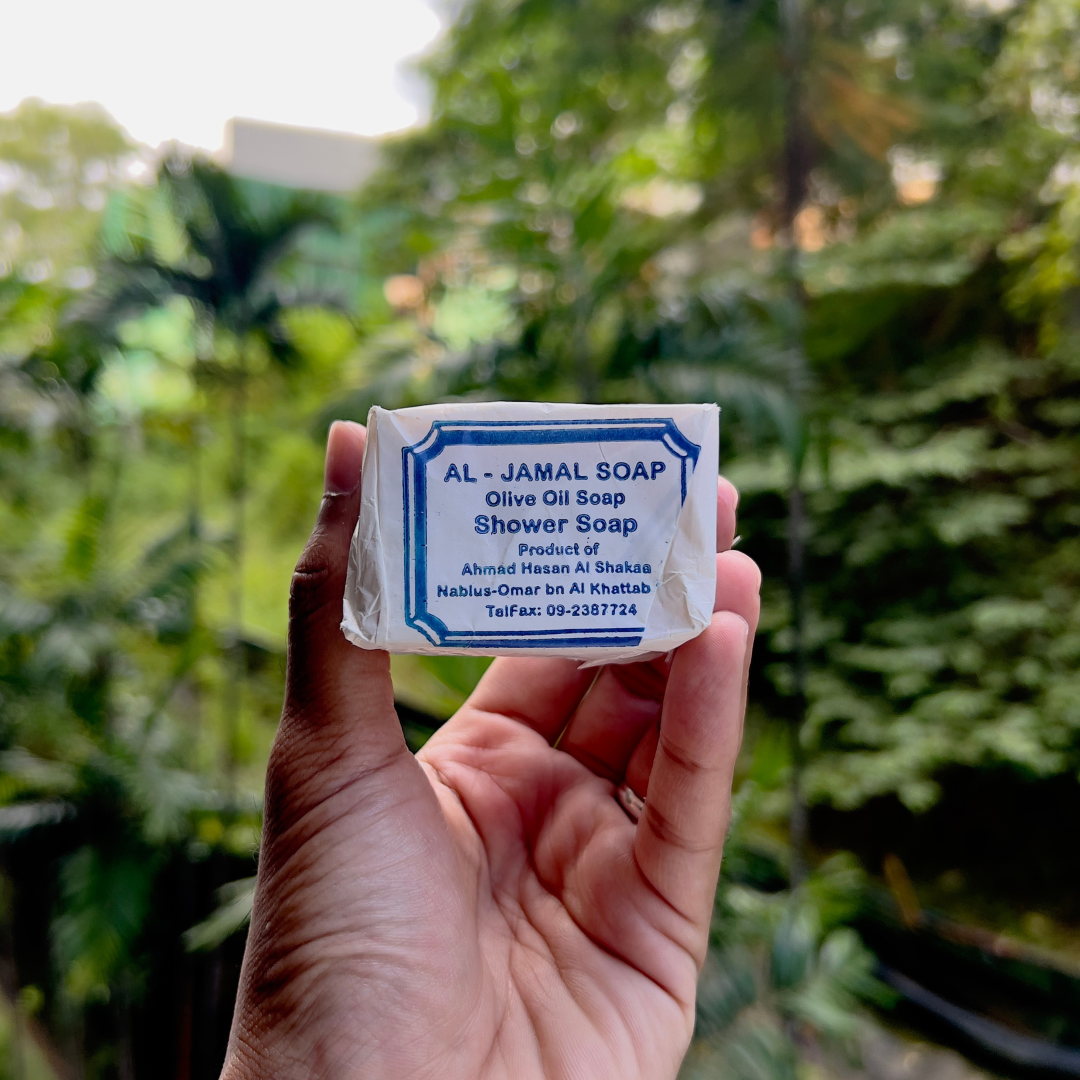 AL - JAMAL SOAP
Olive Oil Soap
Shower Soap
Product of
Ahmad Hasan Al Shakaa
Nablus-Omar bn Al Khattab
TelFax: 09-2387724